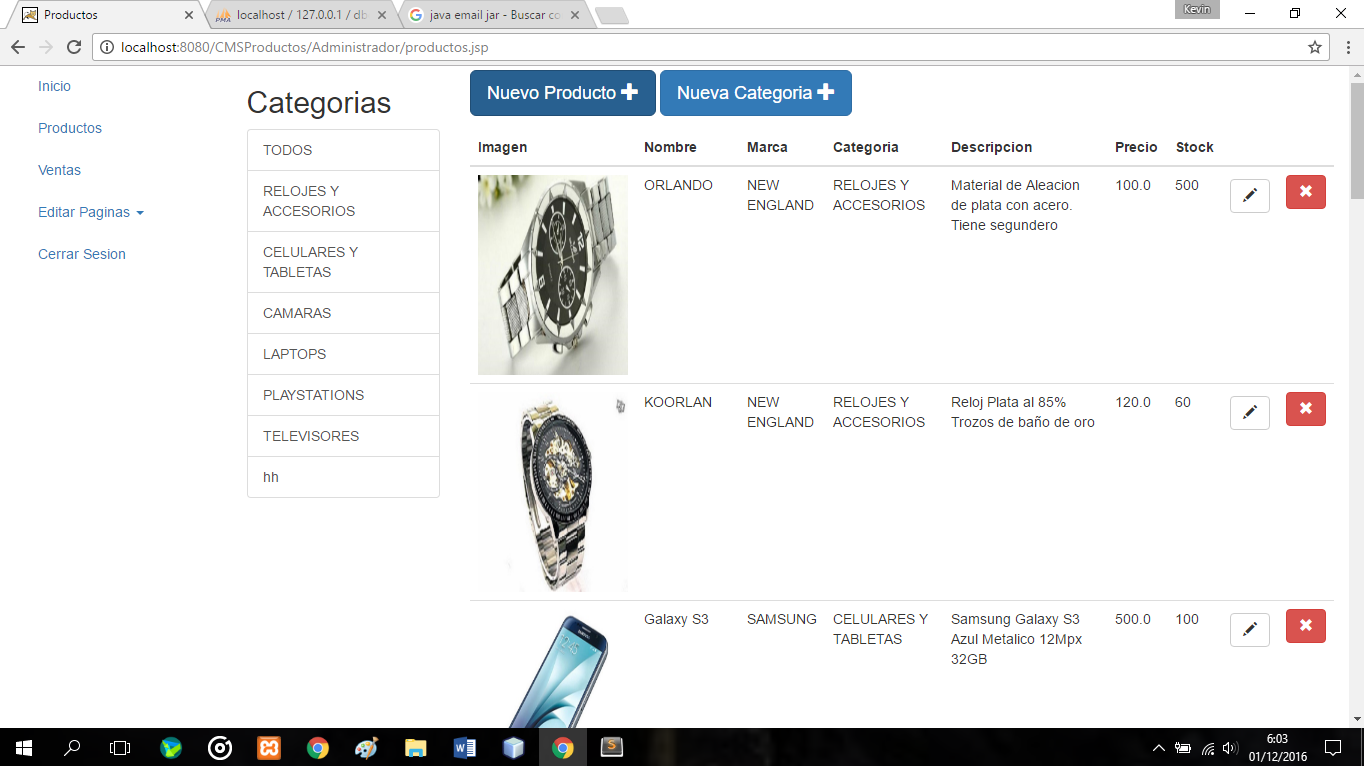 Productos
localhost / 127.0.0.1 / db
java email jar - Buscar co
Kevin
localhost:8080/CMSProductos/Administrador/productos.jsp
Inicio
Productos
Ventas
Editar Paginas
Cerrar Sesion
Categorias
TODOS
RELOJES Y
ACCESORIOS
CELULARES Y
TABLETAS
CAMARAS
LAPTOPS
PLAYSTATIONS
TELEVISORES
hh
Nuevo Producto
Nueva Categoria
Imagen Nombre Marca Categoria Descripcion Precio Stock
ORLANDO NEW RELOJES Y Material de Aleacion 100.0 500
ENGLAND ACCESORIOS de plata con acero.
Tiene segundero
KOORLAN NEW RELOJES Y Reloj Plata al 85% 120.0 60
ENGLAND ACCESORIOS Trozos de baño de oro
Galaxy S3 SAMSUNG CELULARES Y Samsung Galaxy S3 500.0 100
TABLETAS Azul Metalico 12Mpx
32GB
6:03
01/12/2016